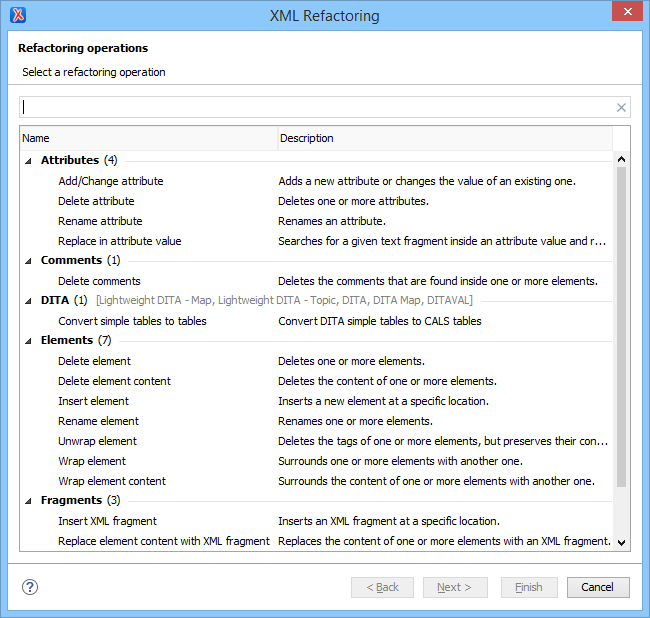 XML Refactoring
Refactoring operations
Select a refactoring operation
Name Description
Attributes (4)
Add/Change attribute Adds a new attribute or changes the value of an existing one.
Delete attribute Deletes one or more attributes.
Rename attribute Renames an attribute.
Replace in attribute value Searches for a given text fragment inside an attribute value and r...
Comments (1)
Delete comments Deletes the comments that are found inside one or more elements.
DITA (1) [Lightweight DITA - Map, Lightweight DITA - Topic, DITA, DITA Map, DITAVAL]
Convert simple tables to tables Convert DITA simple tables to CALS tables
Elements (7)
Delete element Deletes one or more elements.
Delete element content Deletes the content of one or more elements.
Insert element Inserts a new element at a specific location.
Rename element Renames one or more elements.
Unwrap element Deletes the tags of one or more elements, but preserves their con...
Wrap element Surrounds one or more elements with another one.
Wrap element content Surrounds the content of one or more elements with another one.
Fragments (3)
Insert XML fragment Inserts an XML fragment at a specific location.
Replace element content with XML fragment Replaces the content of one or more elements with an XML fragment.
? < Back Next > Finish Cancel